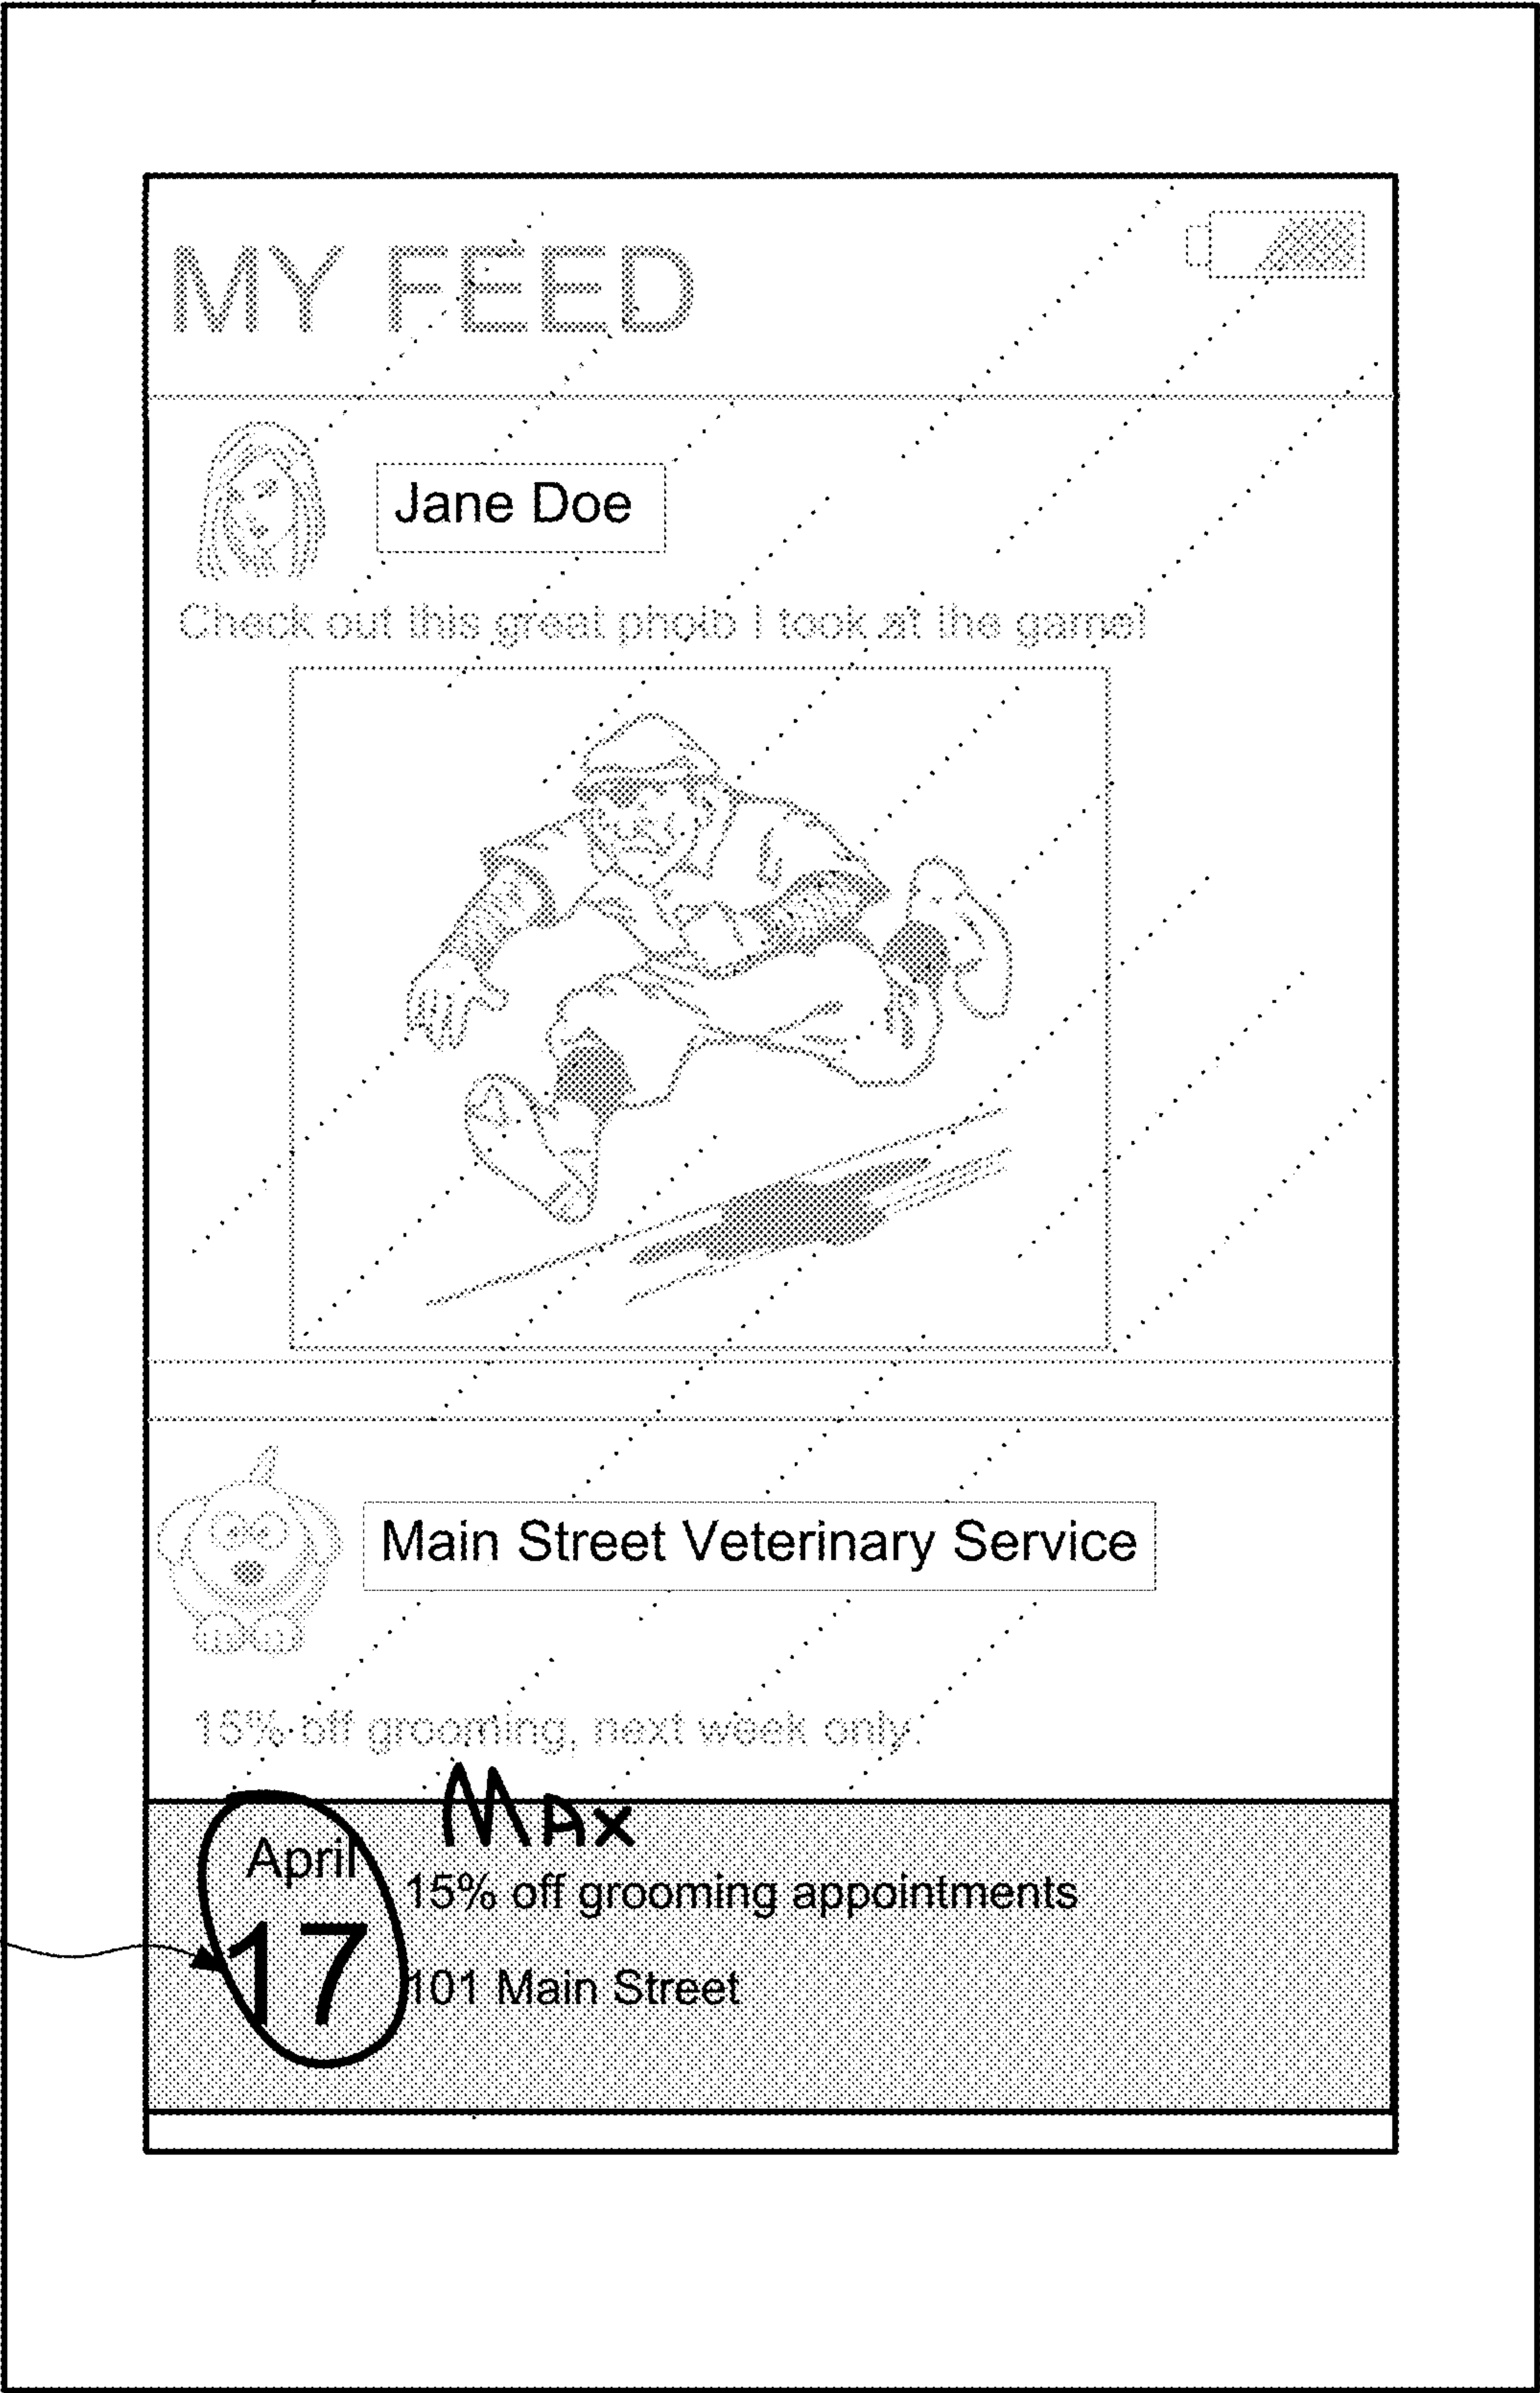 MY FEED
Jane Doe
Check out this great photo I took at the game!
Main Street Veterinary Service
15% off grooming, next week only.
MAx
April
15% off grooming appointments
17
101 Main Street